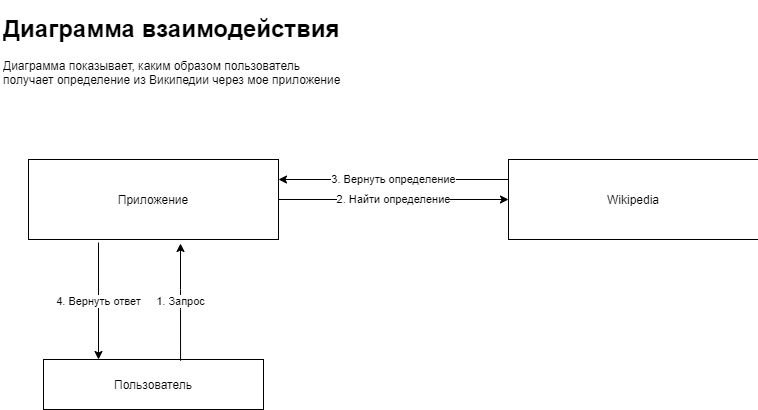 Диаграмма взаимодействия
Диаграмма показывает, каким образом пользователь
получает определение из Википедии через мое приложение
3. Вернуть определение
Приложение
2. Найти определение
Wikipedia
4. Вернуть ответ
1. Запрос
Пользователь